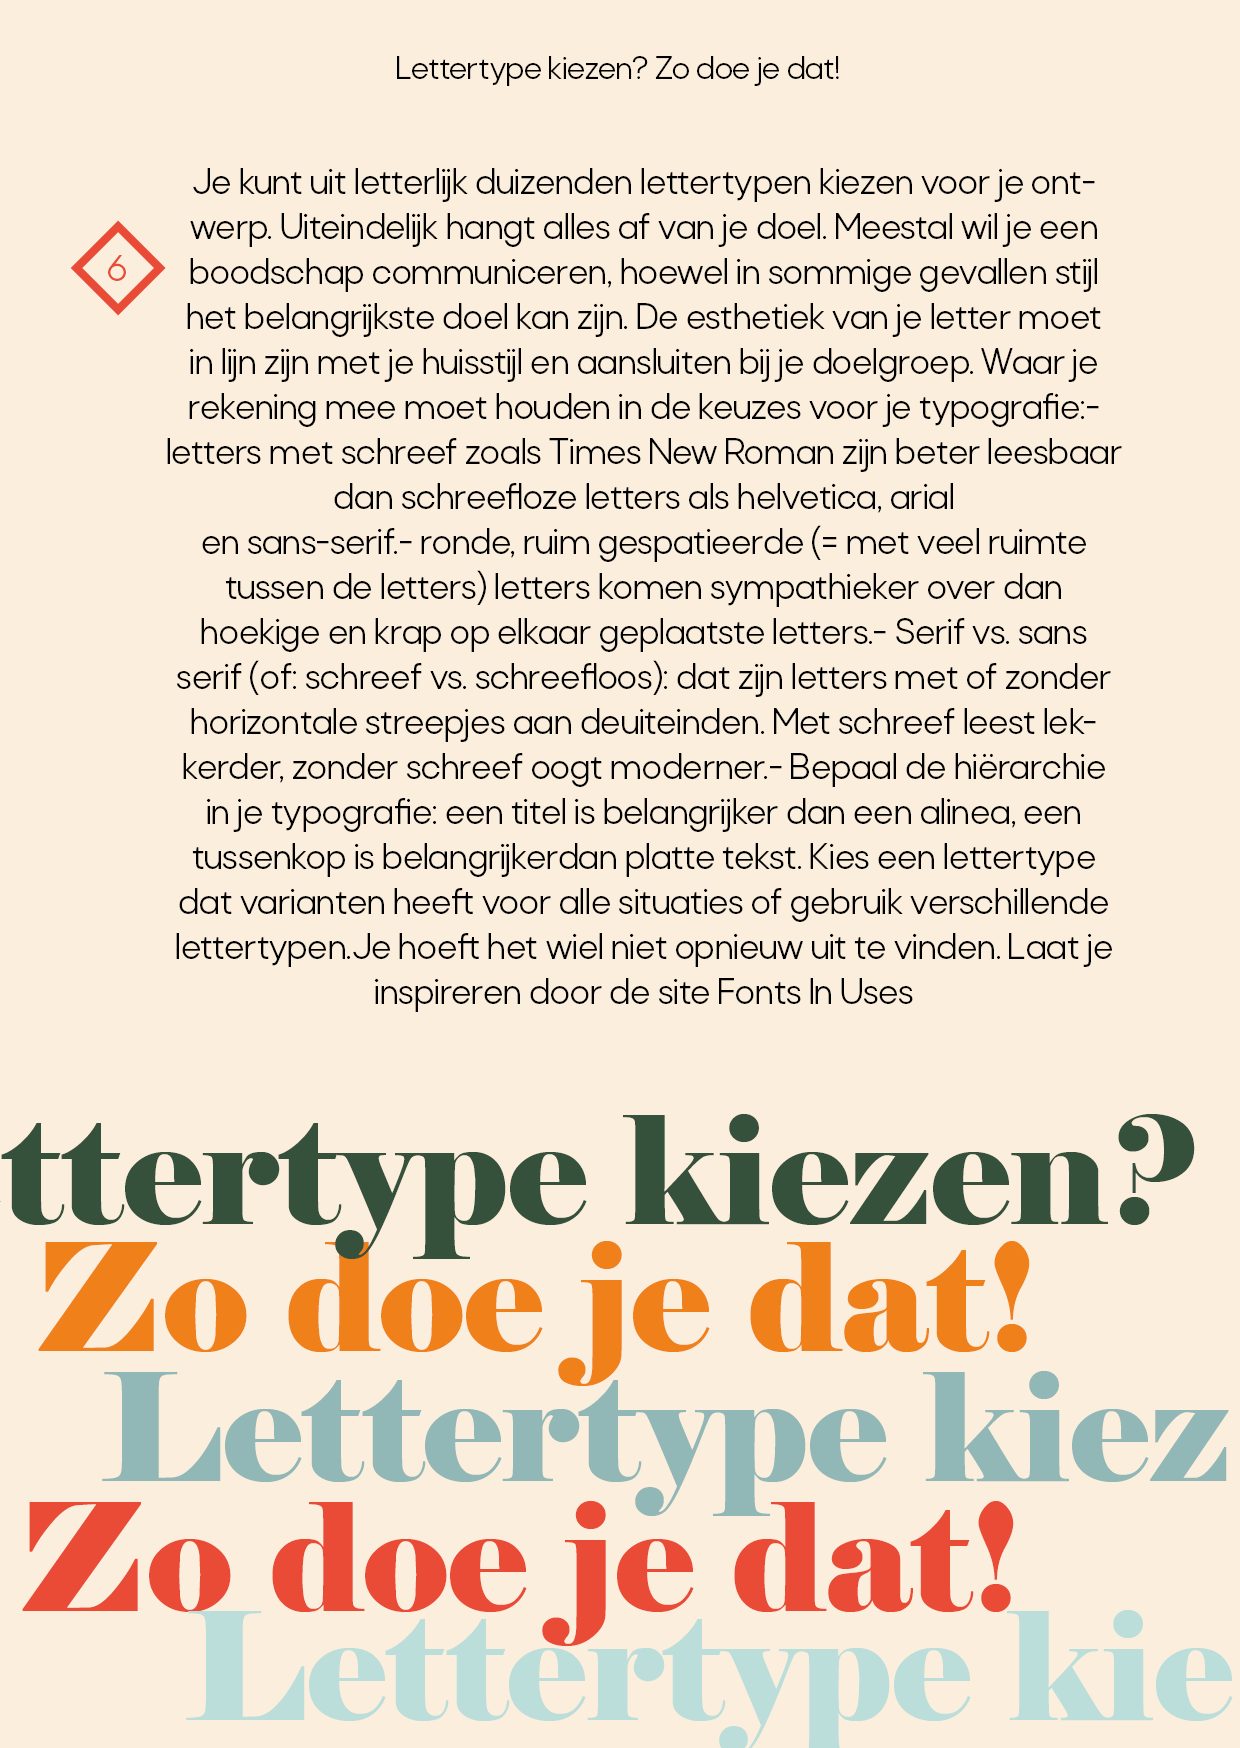 Lettertype kiezen? Zo doe je dat!
Je kunt uit letterlijk duizenden lettertypen kiezen voor je ont-
werp. Uiteindelijk hangt alles af van je doel. Meestal wil je een
6
boodschap communiceren, hoewel in sommige gevallen stijl
het belangrijkste doel kan zijn. De esthetiek van je letter moet
in lijn zijn met je huisstijl en aansluiten bij je doelgroep. Waar je
rekening mee moet houden in de keuzes voor je typografie:-
letters met schreef zoals Times New Roman zijn beter leesbaar
dan schreefloze letters als helvetica, arial
en sans-serif.- ronde, ruim gespatieerde (= met veel ruimte
tussen de letters) letters komen sympathieker over dan
hoekige en krap op elkaar geplaatste letters.- Serif vs. sans
serif (of: schreef vs. schreefloos): dat zijn letters met of zonder
horizontale streepjes aan deuiteinden. Met schreef leest lek-
kerder, zonder schreef oogt moderner.- Bepaal de hiërarchie
in je typografie: een titel is belangrijker dan een alinea, een
tussenkop is belangrijkerdan platte tekst. Kies een lettertype
dat varianten heeft voor alle situaties of gebruik verschillende
lettertypen.Je hoeft het wiel niet opnieuw uit te vinden. Laat je
inspireren door de site Fonts In Uses
ttertype kiezen?
Zo doe je dat!
Lettertype kiez
Zo doe je dat!
Lettertype kie